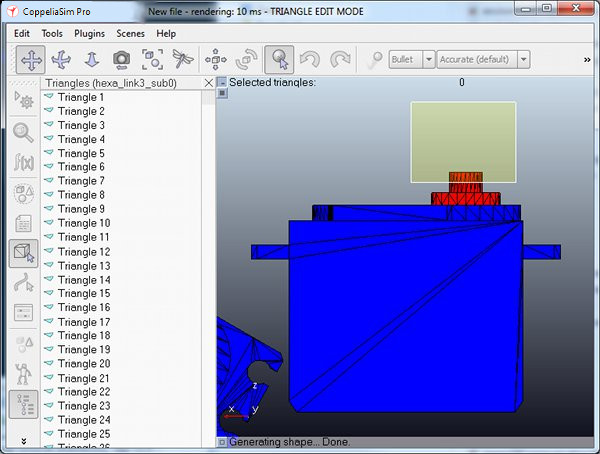 CoppeliaSim Pro
New file - rendering: 10 ms - TRIANGLE EDIT MODE
Edit Tools Plugins Scenes Help
Bullet Accurate (default) »
Triangles (hexa_link3_sub0)
Selected triangles: 0
Triangle 1
Triangle 2
Triangle 3
Triangle 4
Triangle 5
Triangle 6
Triangle 7
Triangle 8
Triangle 9
Triangle 10
Triangle 11
Triangle 12
Triangle 13
Triangle 14
Triangle 15
Triangle 16
Triangle 17
Triangle 18
Triangle 19
Triangle 20
Triangle 21
Triangle 22
Triangle 23
Triangle 24
Triangle 25
f(x)
z
x y
Generating shape... Done.